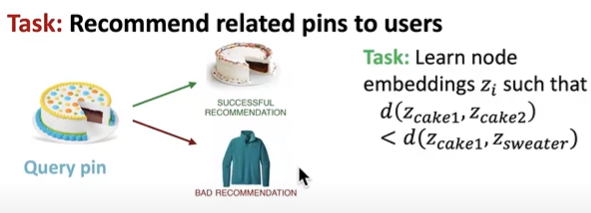 Task: Recommend related pins to users
SUCCESSFUL
RECOMMENDATION
Query pin
BAD RECOMMENDATION
Task: Learn node
embeddings zᵢ such that
d(z_cake1, z_cake2)
< d(z_cake1, z_sweater)